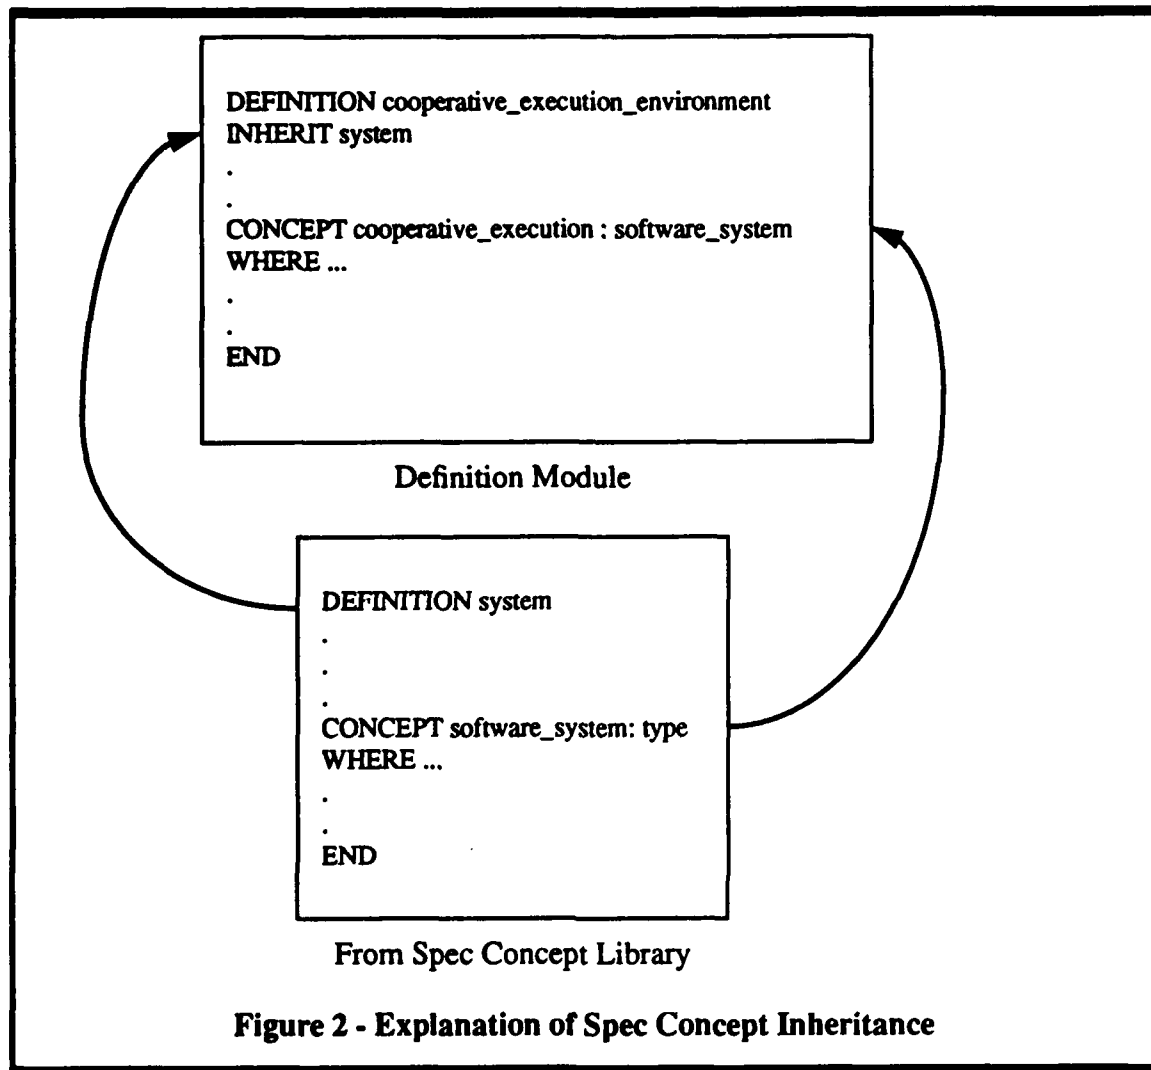 DEFINITION cooperative_execution_environment
INHERIT system
.
.
CONCEPT cooperative_execution : software_system
WHERE ...
.
.
END
Definition Module
DEFINITION system
.
.
.
CONCEPT software_system: type
WHERE ...
.
.
END
From Spec Concept Library
Figure 2 - Explanation of Spec Concept Inheritance